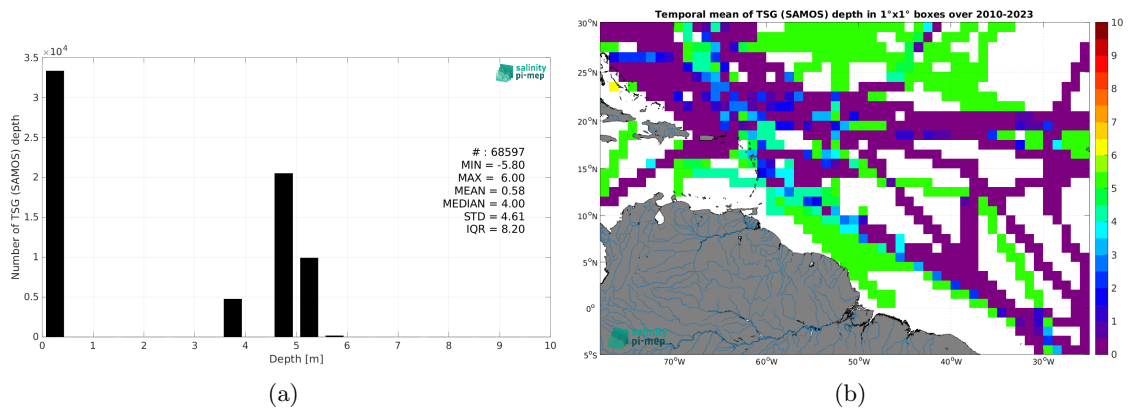 Temporal mean of TSG (SAMOS) depth in 1°x1° boxes over 2010-2023
×10⁴
3.5
3
2.5
2
1.5
1
0.5
0
Number of TSG (SAMOS) depth
salinity
pi-mep
# : 68597
MIN = -5.80
MAX = 6.00
MEAN = 0.58
MEDIAN = 4.00
STD = 4.61
IQR = 8.20
0 1 2 3 4 5 6 7 8 9 10
Depth [m]
(a)
30°N
25°N
20°N
15°N
10°N
5°N
0°
5°S
70°W 60°W 50°W 40°W 30°W
salinity
pi-mep
10
9
8
7
6
5
4
3
2
1
0
(b)